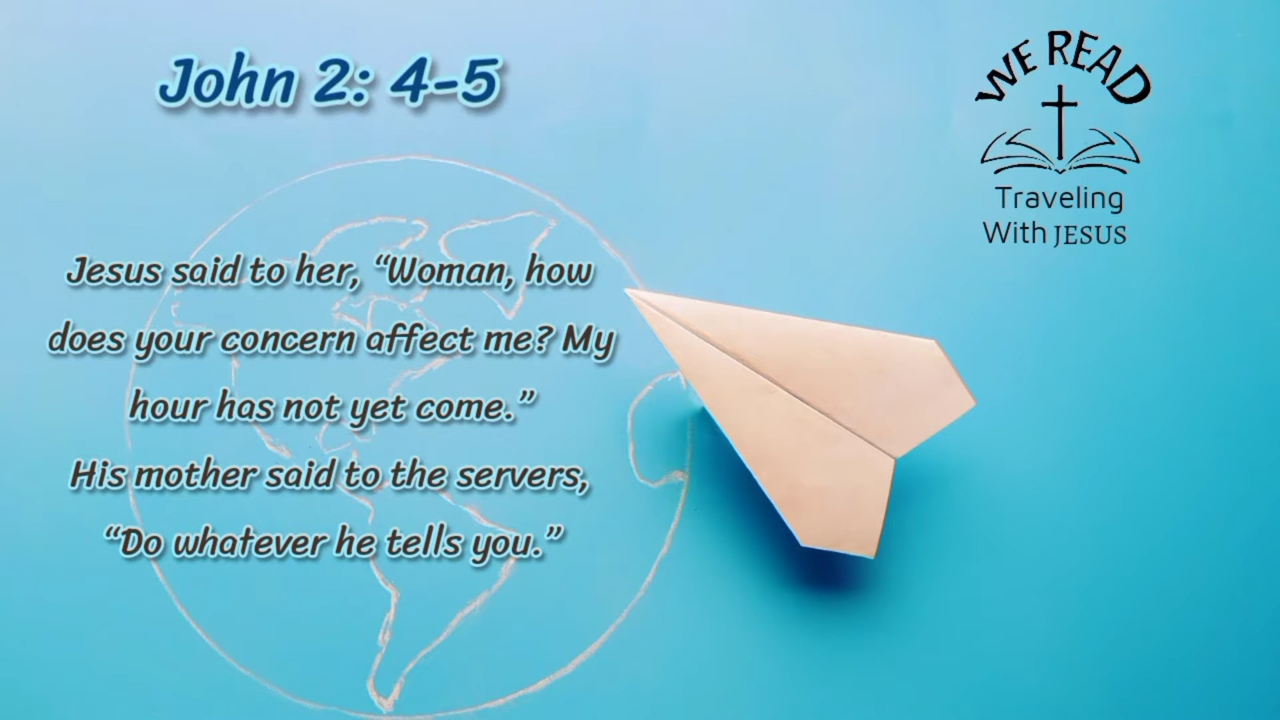 John 2: 4-5
WE READ
Traveling
With JESUS
Jesus said to her, “Woman, how
does your concern affect me? My
hour has not yet come.”
His mother said to the servers,
“Do whatever he tells you.”